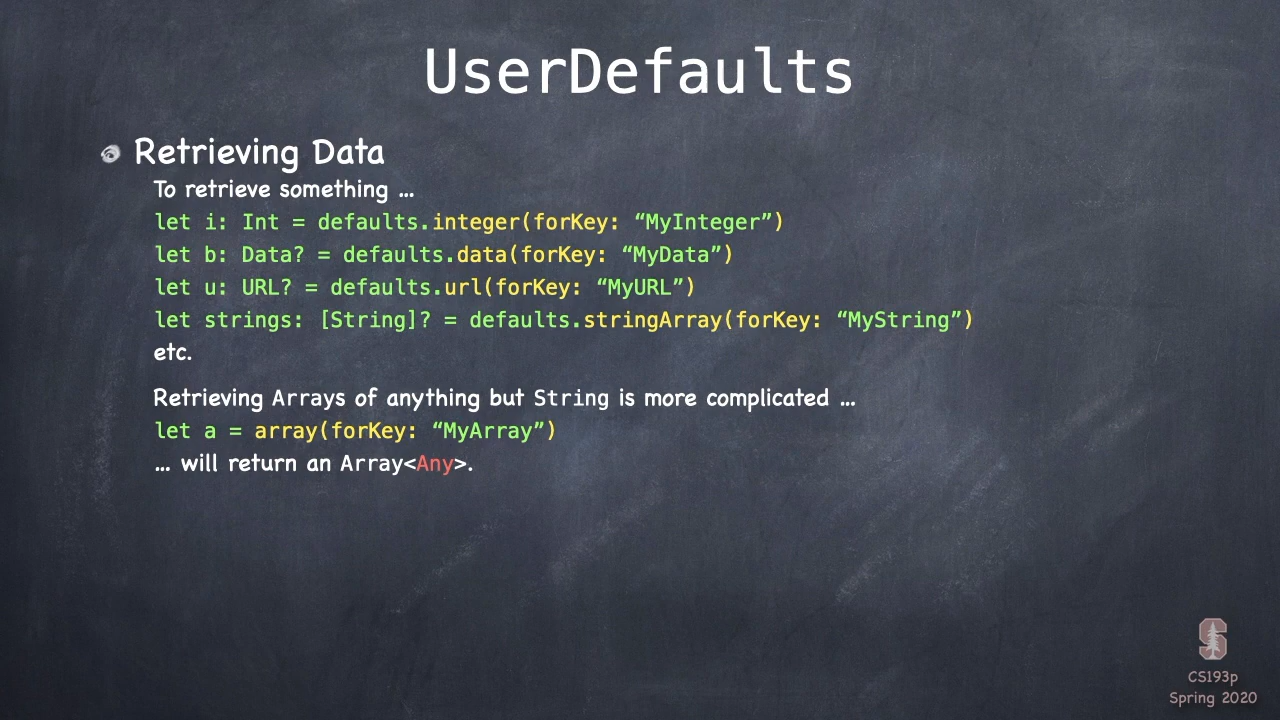 UserDefaults
Retrieving Data
To retrieve something …
let i: Int = defaults.integer(forKey: “MyInteger”)
let b: Data? = defaults.data(forKey: “MyData”)
let u: URL? = defaults.url(forKey: “MyURL”)
let strings: [String]? = defaults.stringArray(forKey: “MyString”)
etc.
Retrieving Arrays of anything but String is more complicated …
let a = array(forKey: “MyArray”)
… will return an Array<Any>.
S
CS193p
Spring 2020